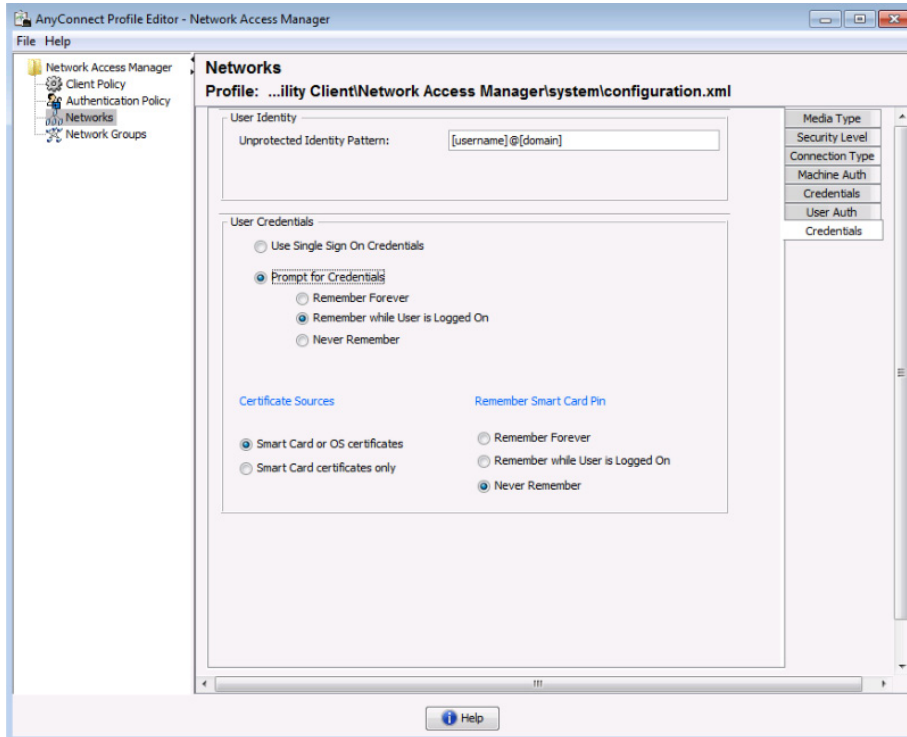 AnyConnect Profile Editor - Network Access Manager
File Help
Network Access Manager
Client Policy
Authentication Policy
Networks
Network Groups
Networks
Profile: ...ility Client\Network Access Manager\system\configuration.xml
User Identity
Unprotected Identity Pattern: [username]@[domain]
User Credentials
Use Single Sign On Credentials
Prompt for Credentials
Remember Forever
Remember while User is Logged On
Never Remember
Certificate Sources
Smart Card or OS certificates
Smart Card certificates only
Remember Smart Card Pin
Remember Forever
Remember while User is Logged On
Never Remember
Media Type
Security Level
Connection Type
Machine Auth
Credentials
User Auth
Credentials
Help